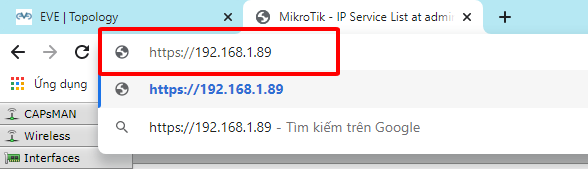 EVE | Topology
MikroTik - IP Service List at admi
https://192.168.1.89
Ứng dụng
https://192.168.1.89
https://192.168.1.89 - Tìm kiếm trên Google
CAPsMAN
Wireless
Interfaces